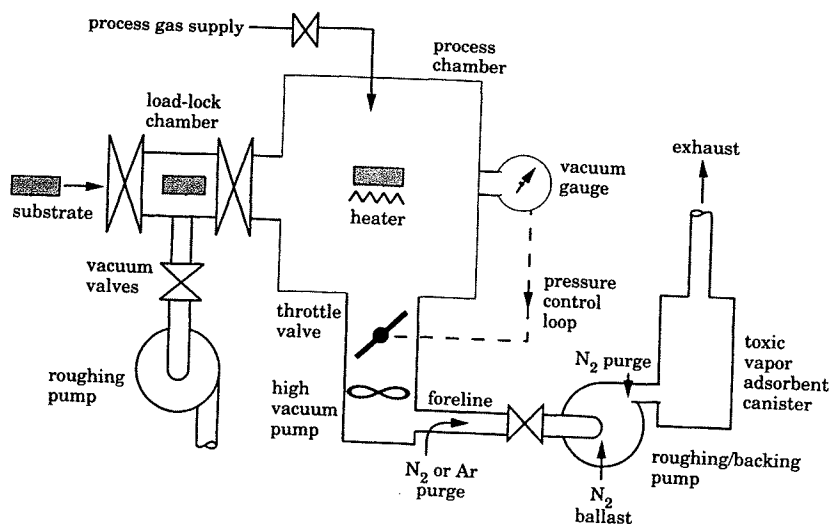 process gas supply
process
chamber
load-lock
chamber
exhaust
vacuum
gauge
substrate
heater
vacuum
valves
throttle
valve
pressure
control
loop
N₂ purge
toxic
vapor
adsorbent
canister
roughing
pump
high
vacuum
pump
foreline
N₂ or Ar
purge
roughing/backing
pump
N₂
ballast